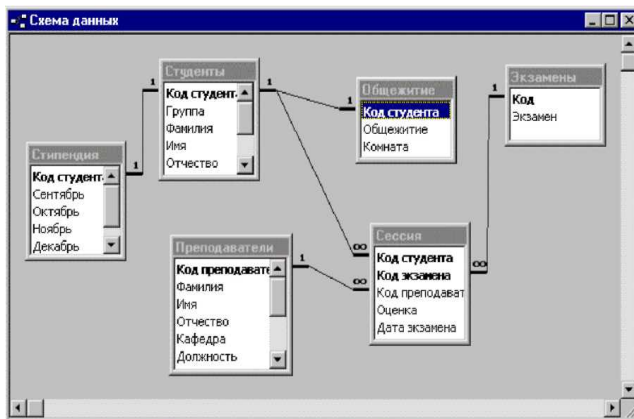 Схема данных
Студенты
Код студент
Группа
Фамилия
Имя
Отчество
Общежитие
Код студента
Общежитие
Комната
Экзамены
Код
Экзамен
Стипендия
Код студент
Сентябрь
Октябрь
Ноябрь
Декабрь
Преподаватели
Код преподавате
Фамилия
Имя
Отчество
Кафедра
Должность
Сессия
Код студента
Код экзамена
Код преподават
Оценка
Дата экзамена
1
1
1
1
1
1
∞
∞
∞